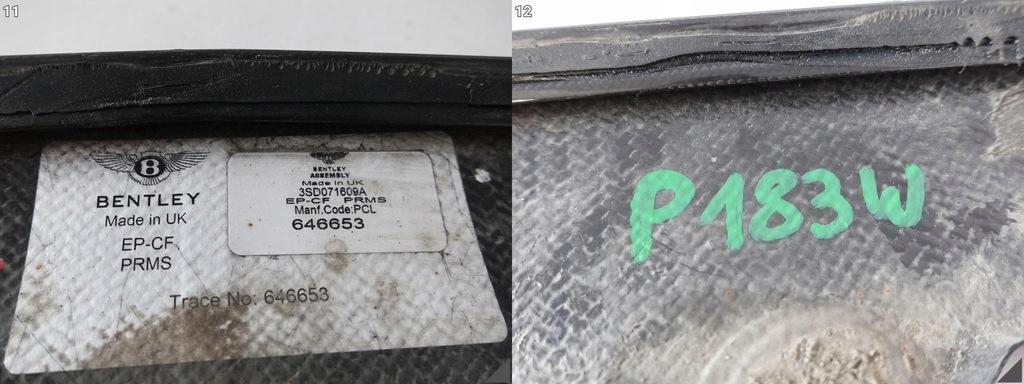 11
BENTLEY
Made in UK
EP-CF
PRMS
BENTLEY
ASSEMBLY
Made in UK
3SD071609A
EP-CF PRMS
Manf.Code:PCL
646653
Trace No: 646653
12
P183W